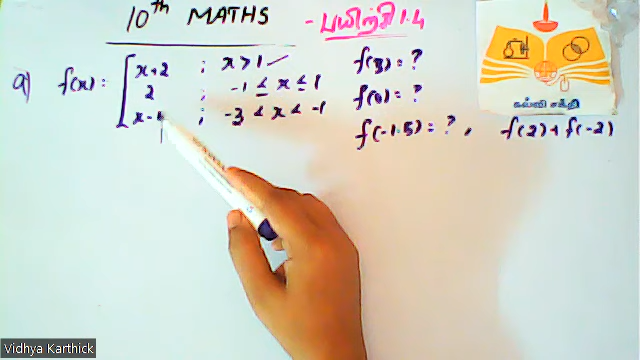 10th MATHS - பயிற்சி 1.4
a) f(x) = [ x+2 ; x > 1 ✓ f(3) = ?
2 ; -1 ≤ x ≤ 1 f(0) = ?
x-1 ; -3 < x < -1
f(-1.5) = ? , f(2) + f(-2)
கல்வி சக்தி
Vidhya Karthick